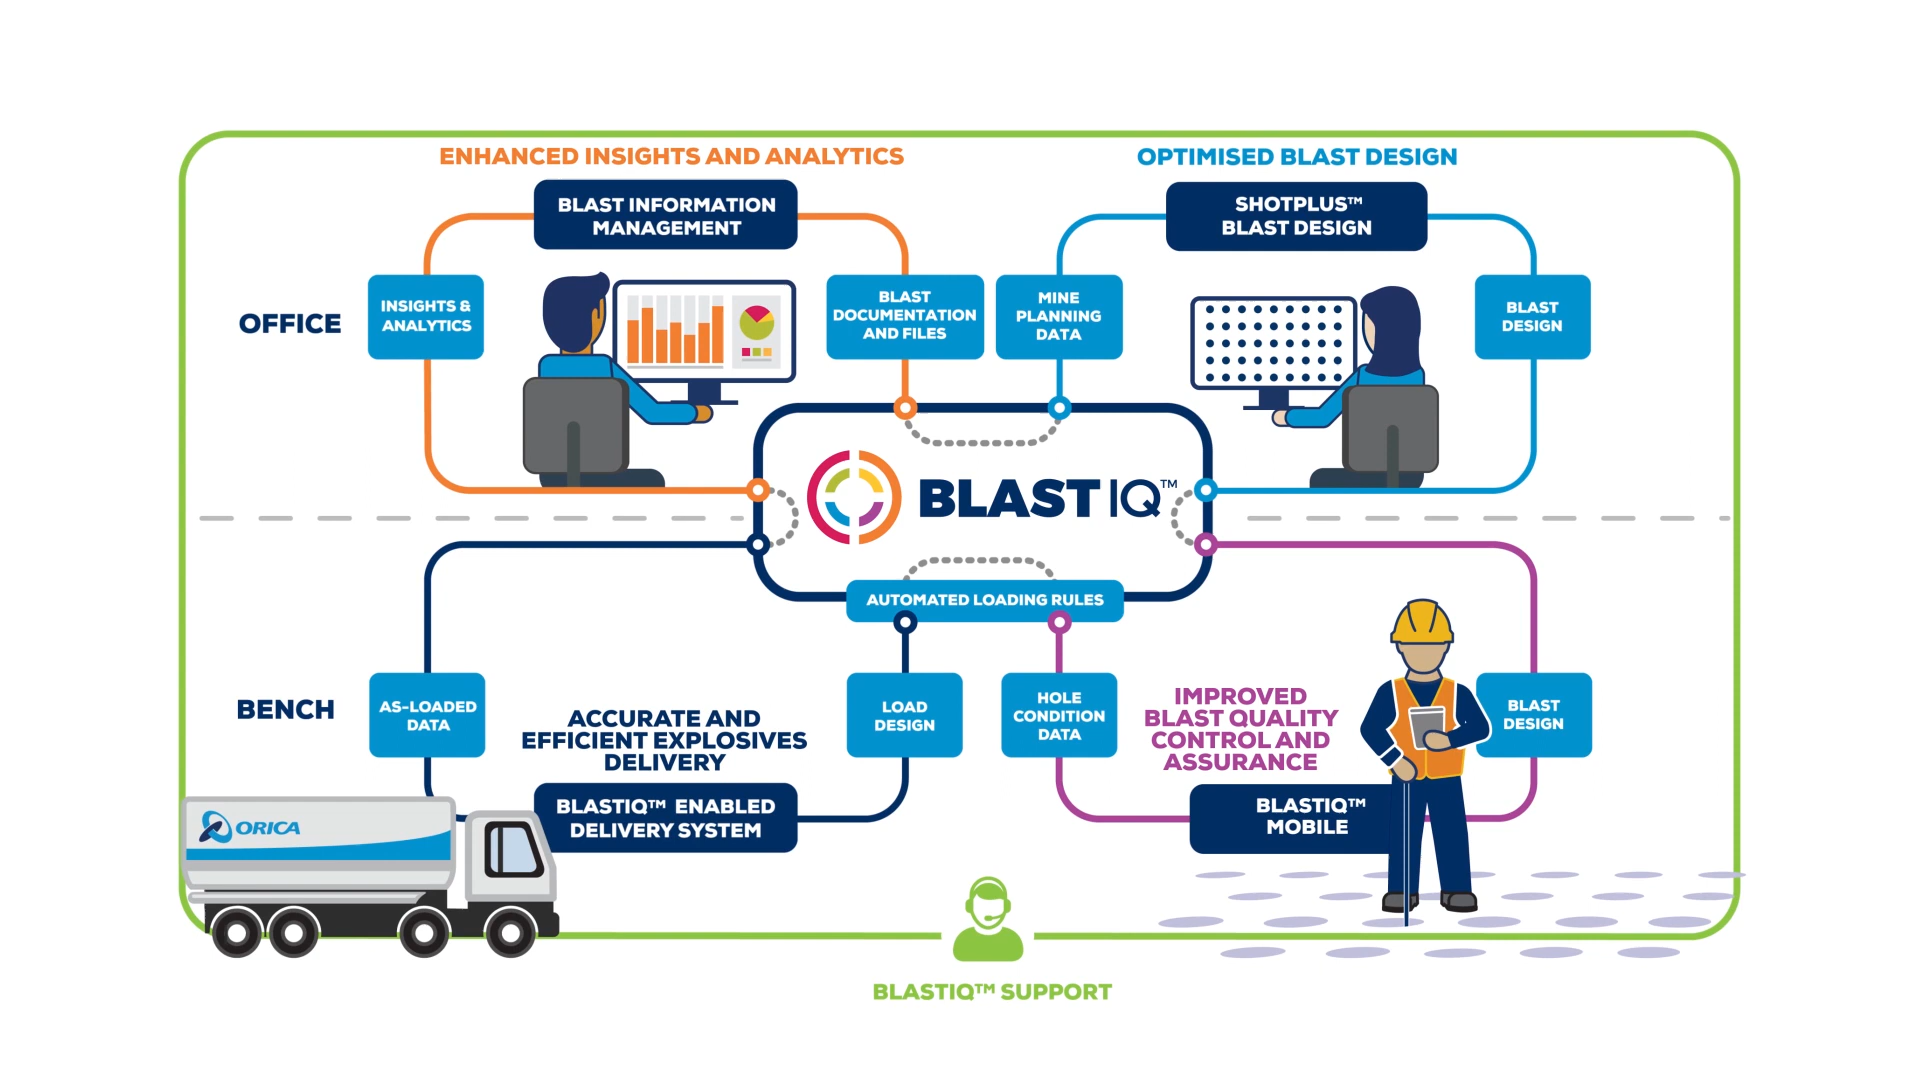 ENHANCED INSIGHTS AND ANALYTICS
OPTIMISED BLAST DESIGN
BLAST INFORMATION
MANAGEMENT
SHOTPLUS™
BLAST DESIGN
OFFICE
INSIGHTS &
ANALYTICS
BLAST
DOCUMENTATION
AND FILES
MINE
PLANNING
DATA
BLAST
DESIGN
BLASTIQ™
AUTOMATED LOADING RULES
BENCH
AS-LOADED
DATA
ACCURATE AND
EFFICIENT EXPLOSIVES
DELIVERY
LOAD
DESIGN
HOLE
CONDITION
DATA
IMPROVED
BLAST QUALITY
CONTROL AND
ASSURANCE
BLAST
DESIGN
BLASTIQ™ ENABLED
DELIVERY SYSTEM
BLASTIQ™
MOBILE
ORICA
BLASTIQ™ SUPPORT